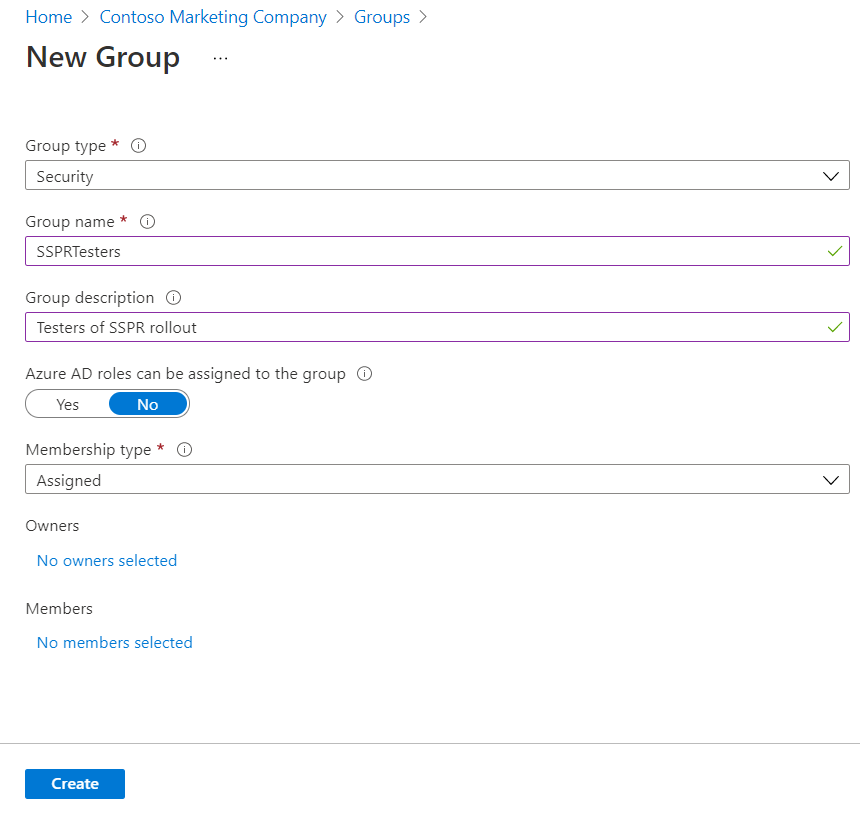 Home > Contoso Marketing Company > Groups >
New Group ...
Group type *
Security
Group name *
SSPRTesters
Group description
Testers of SSPR rollout
Azure AD roles can be assigned to the group
Yes No
Membership type *
Assigned
Owners
No owners selected
Members
No members selected
Create